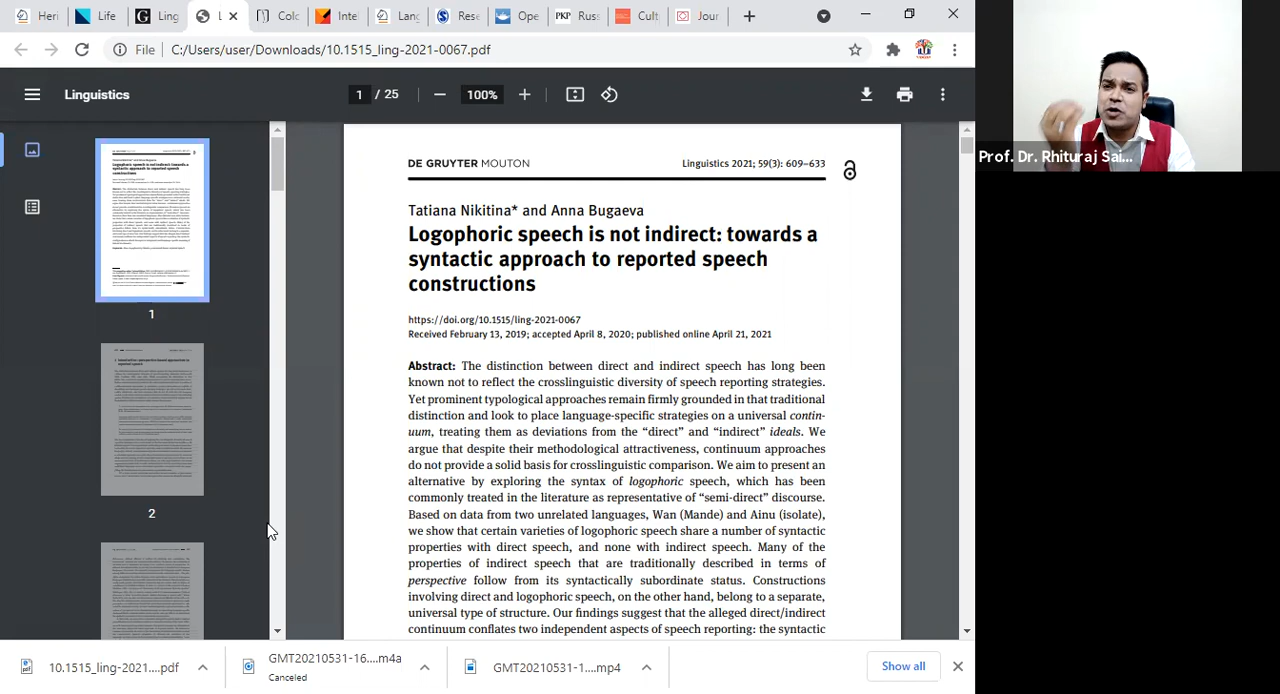 Heri
Life
Ling
L
Colo
Inte
Lang
Rese
Ope
PKP Russ
Cult
Jour
File C:/Users/user/Downloads/10.1515_ling-2021-0067.pdf
Linguistics
1 / 25
100%
1
2
DE GRUYTER MOUTON
Linguistics 2021; 59(3): 609–633
Tatiana Nikitina* and Anna Bugaeva
Logophoric speech is not indirect: towards a
syntactic approach to reported speech
constructions
https://doi.org/10.1515/ling-2021-0067
Received February 13, 2019; accepted April 8, 2020; published online April 21, 2021
Abstract: The distinction between direct and indirect speech has long been
known not to reflect the crosslinguistic diversity of speech reporting strategies.
Yet prominent typological approaches remain firmly grounded in that traditional
distinction and look to place language-specific strategies on a universal contin-
uum, treating them as deviations from the “direct” and “indirect” ideals. We
argue that despite their methodological attractiveness, continuum approaches
do not provide a solid basis for crosslinguistic comparison. We aim to present an
alternative by exploring the syntax of logophoric speech, which has been
commonly treated in the literature as representative of “semi-direct” discourse.
Based on data from two unrelated languages, Wan (Mande) and Ainu (isolate),
we show that certain varieties of logophoric speech share a number of syntactic
properties with direct speech, and none with indirect speech. Many of the
properties of indirect speech that are traditionally described in terms of
perspective follow from its syntactically subordinate status. Constructions
involving direct and logophoric speech, on the other hand, belong to a separate,
universal type of structure. Our findings suggest that the alleged direct/indirect
continuum conflates two independent aspects of speech reporting: the syntactic
Prof. Dr. Rhituraj Sai...
10.1515_ling-2021....pdf
GMT20210531-16....m4a
Canceled
GMT20210531-1....mp4
Show all